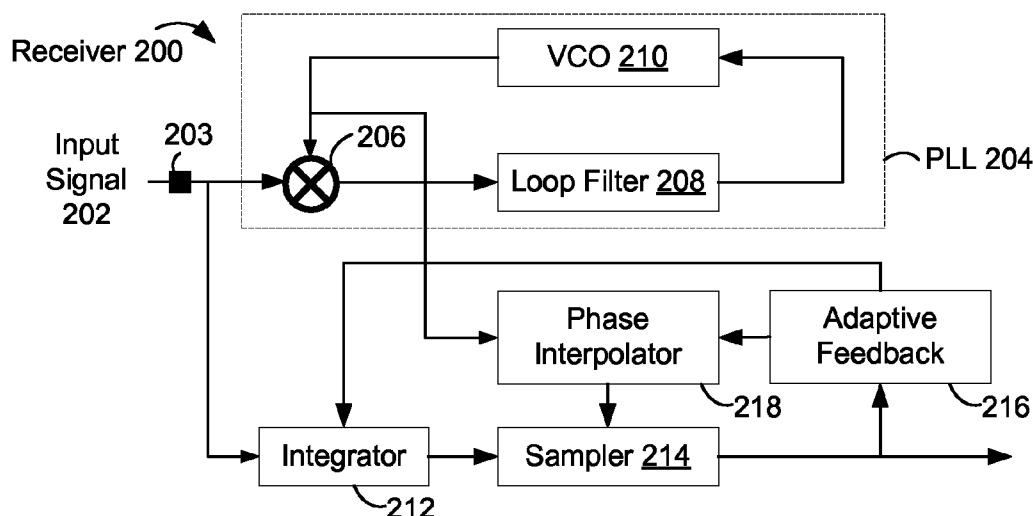 Receiver 200
VCO 210
203
206
Input
Signal
202
Loop Filter 208
PLL 204
Phase
Interpolator
Adaptive
Feedback
218
216
Integrator
Sampler 214
212